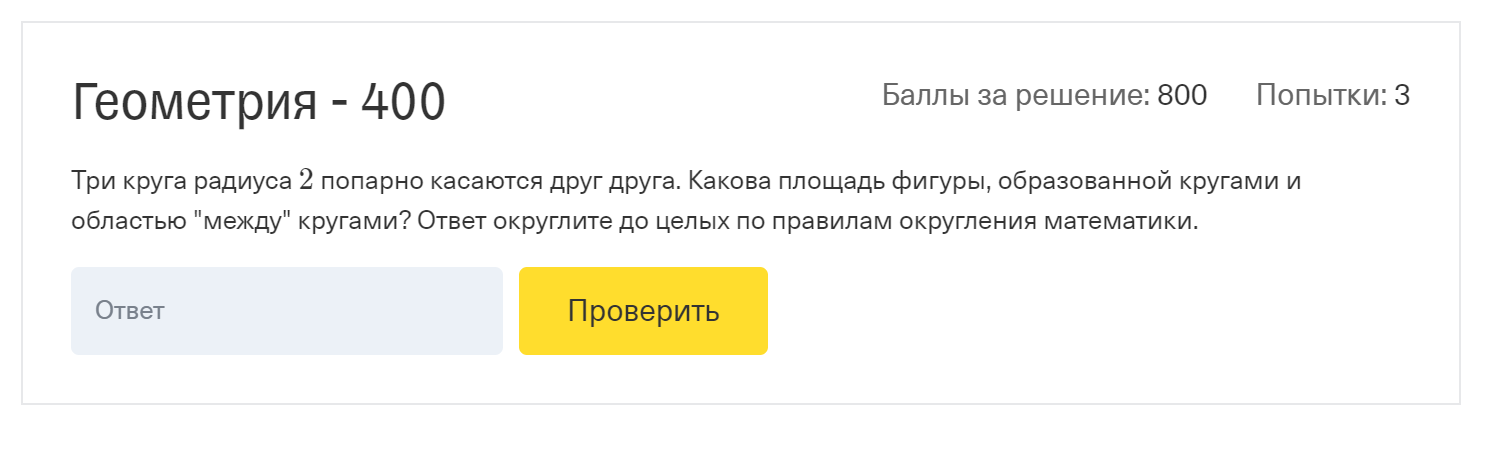 Геометрия - 400
Баллы за решение: 800 Попытки: 3
Три круга радиуса 2 попарно касаются друг друга. Какова площадь фигуры, образованной кругами и
областью "между" кругами? Ответ округлите до целых по правилам округления математики.
Ответ
Проверить